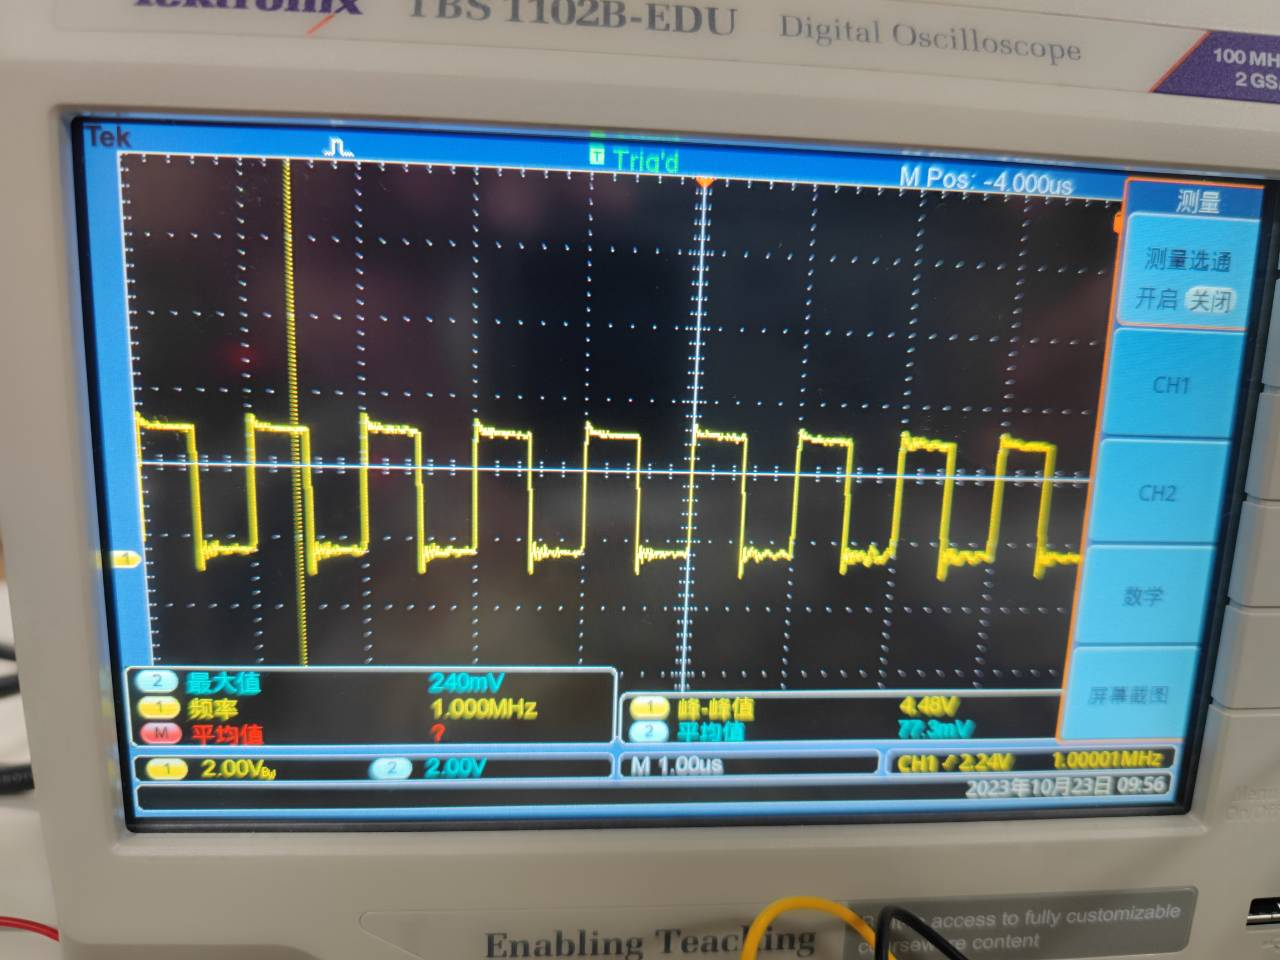 Tektronix TBS 1102B-EDU Digital Oscilloscope
100 MH
2 GS
Tek
T Trig'd
M Pos: -4.000us
测量
测量选通
开启 关闭
CH1
CH2
数学
屏幕截图
1
2 最大值 240mV
1 频率 1.000MHz
M 平均值 ?
1 峰-峰值 4.48V
2 平均值 77.3mV
1 2.00V
2 2.00V
M 1.00us
CH1 2.24V 1.00001MHz
2023年10月23日 09:56
access to fully customizable
content
Enabling Teaching